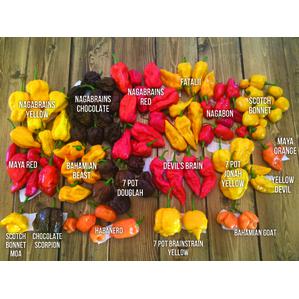 NAGABRAINS
YELLOW
NAGABRAINS
CHOCOLATE
NAGABRAINS
RED
FATALII
NAGABON
SCOTCH
BONNET
MAYA RED
BAHAMIAN
BEAST
7 POT
DOUGLAH
DEVIL'S BRAIN
7 POT
JONAH
YELLOW
MAYA
ORANGE
YELLOW
DEVIL
SCOTCH
BONNET
MOA
CHOCOLATE
SCORPION
HABANERO
7 POT BRAINSTRAIN
YELLOW
BAHAMIAN GOAT